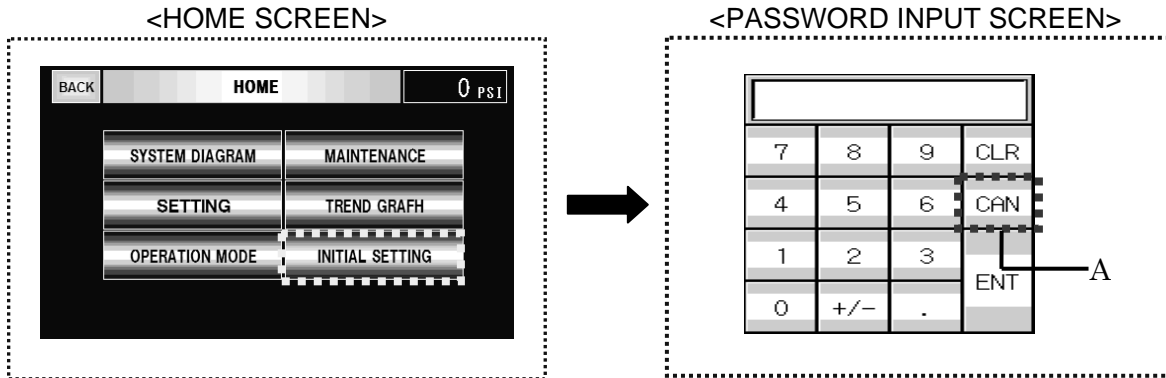 <HOME SCREEN>
BACK HOME 0 PSI
SYSTEM DIAGRAM MAINTENANCE
SETTING TREND GRAFH
OPERATION MODE INITIAL SETTING
<PASSWORD INPUT SCREEN>
7 8 9 CLR
4 5 6 CAN
1 2 3
ENT
0 +/- .
A